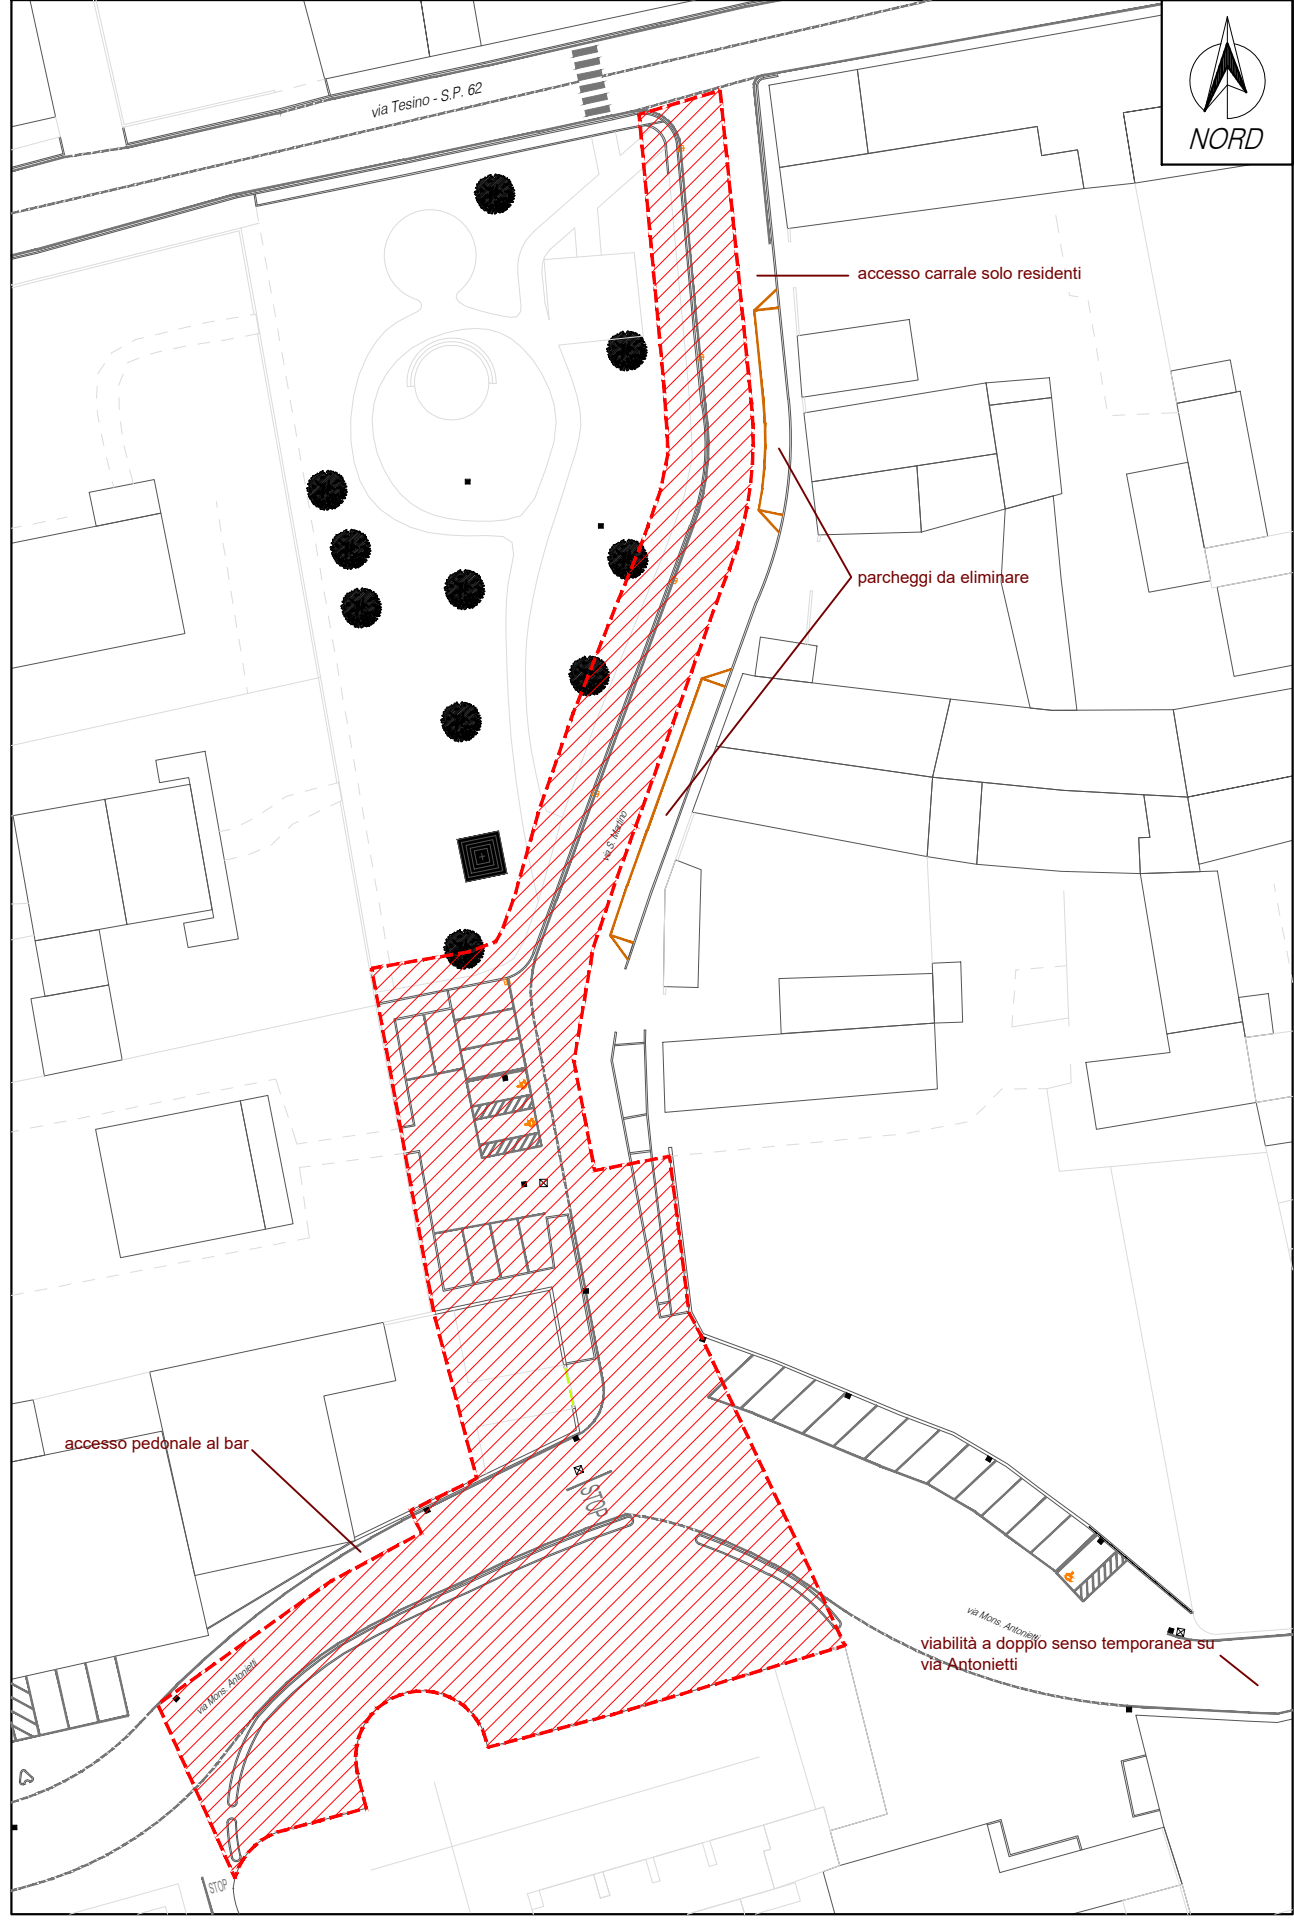 via Tesino - S.P. 62
NORD
accesso carrale solo residenti
parcheggi da eliminare
via S. Martino
accesso pedonale al bar
STOP
via Mons. Antonietti
viabilità a doppio senso temporanea su
via Antonietti
via Mons. Antonietti
STOP